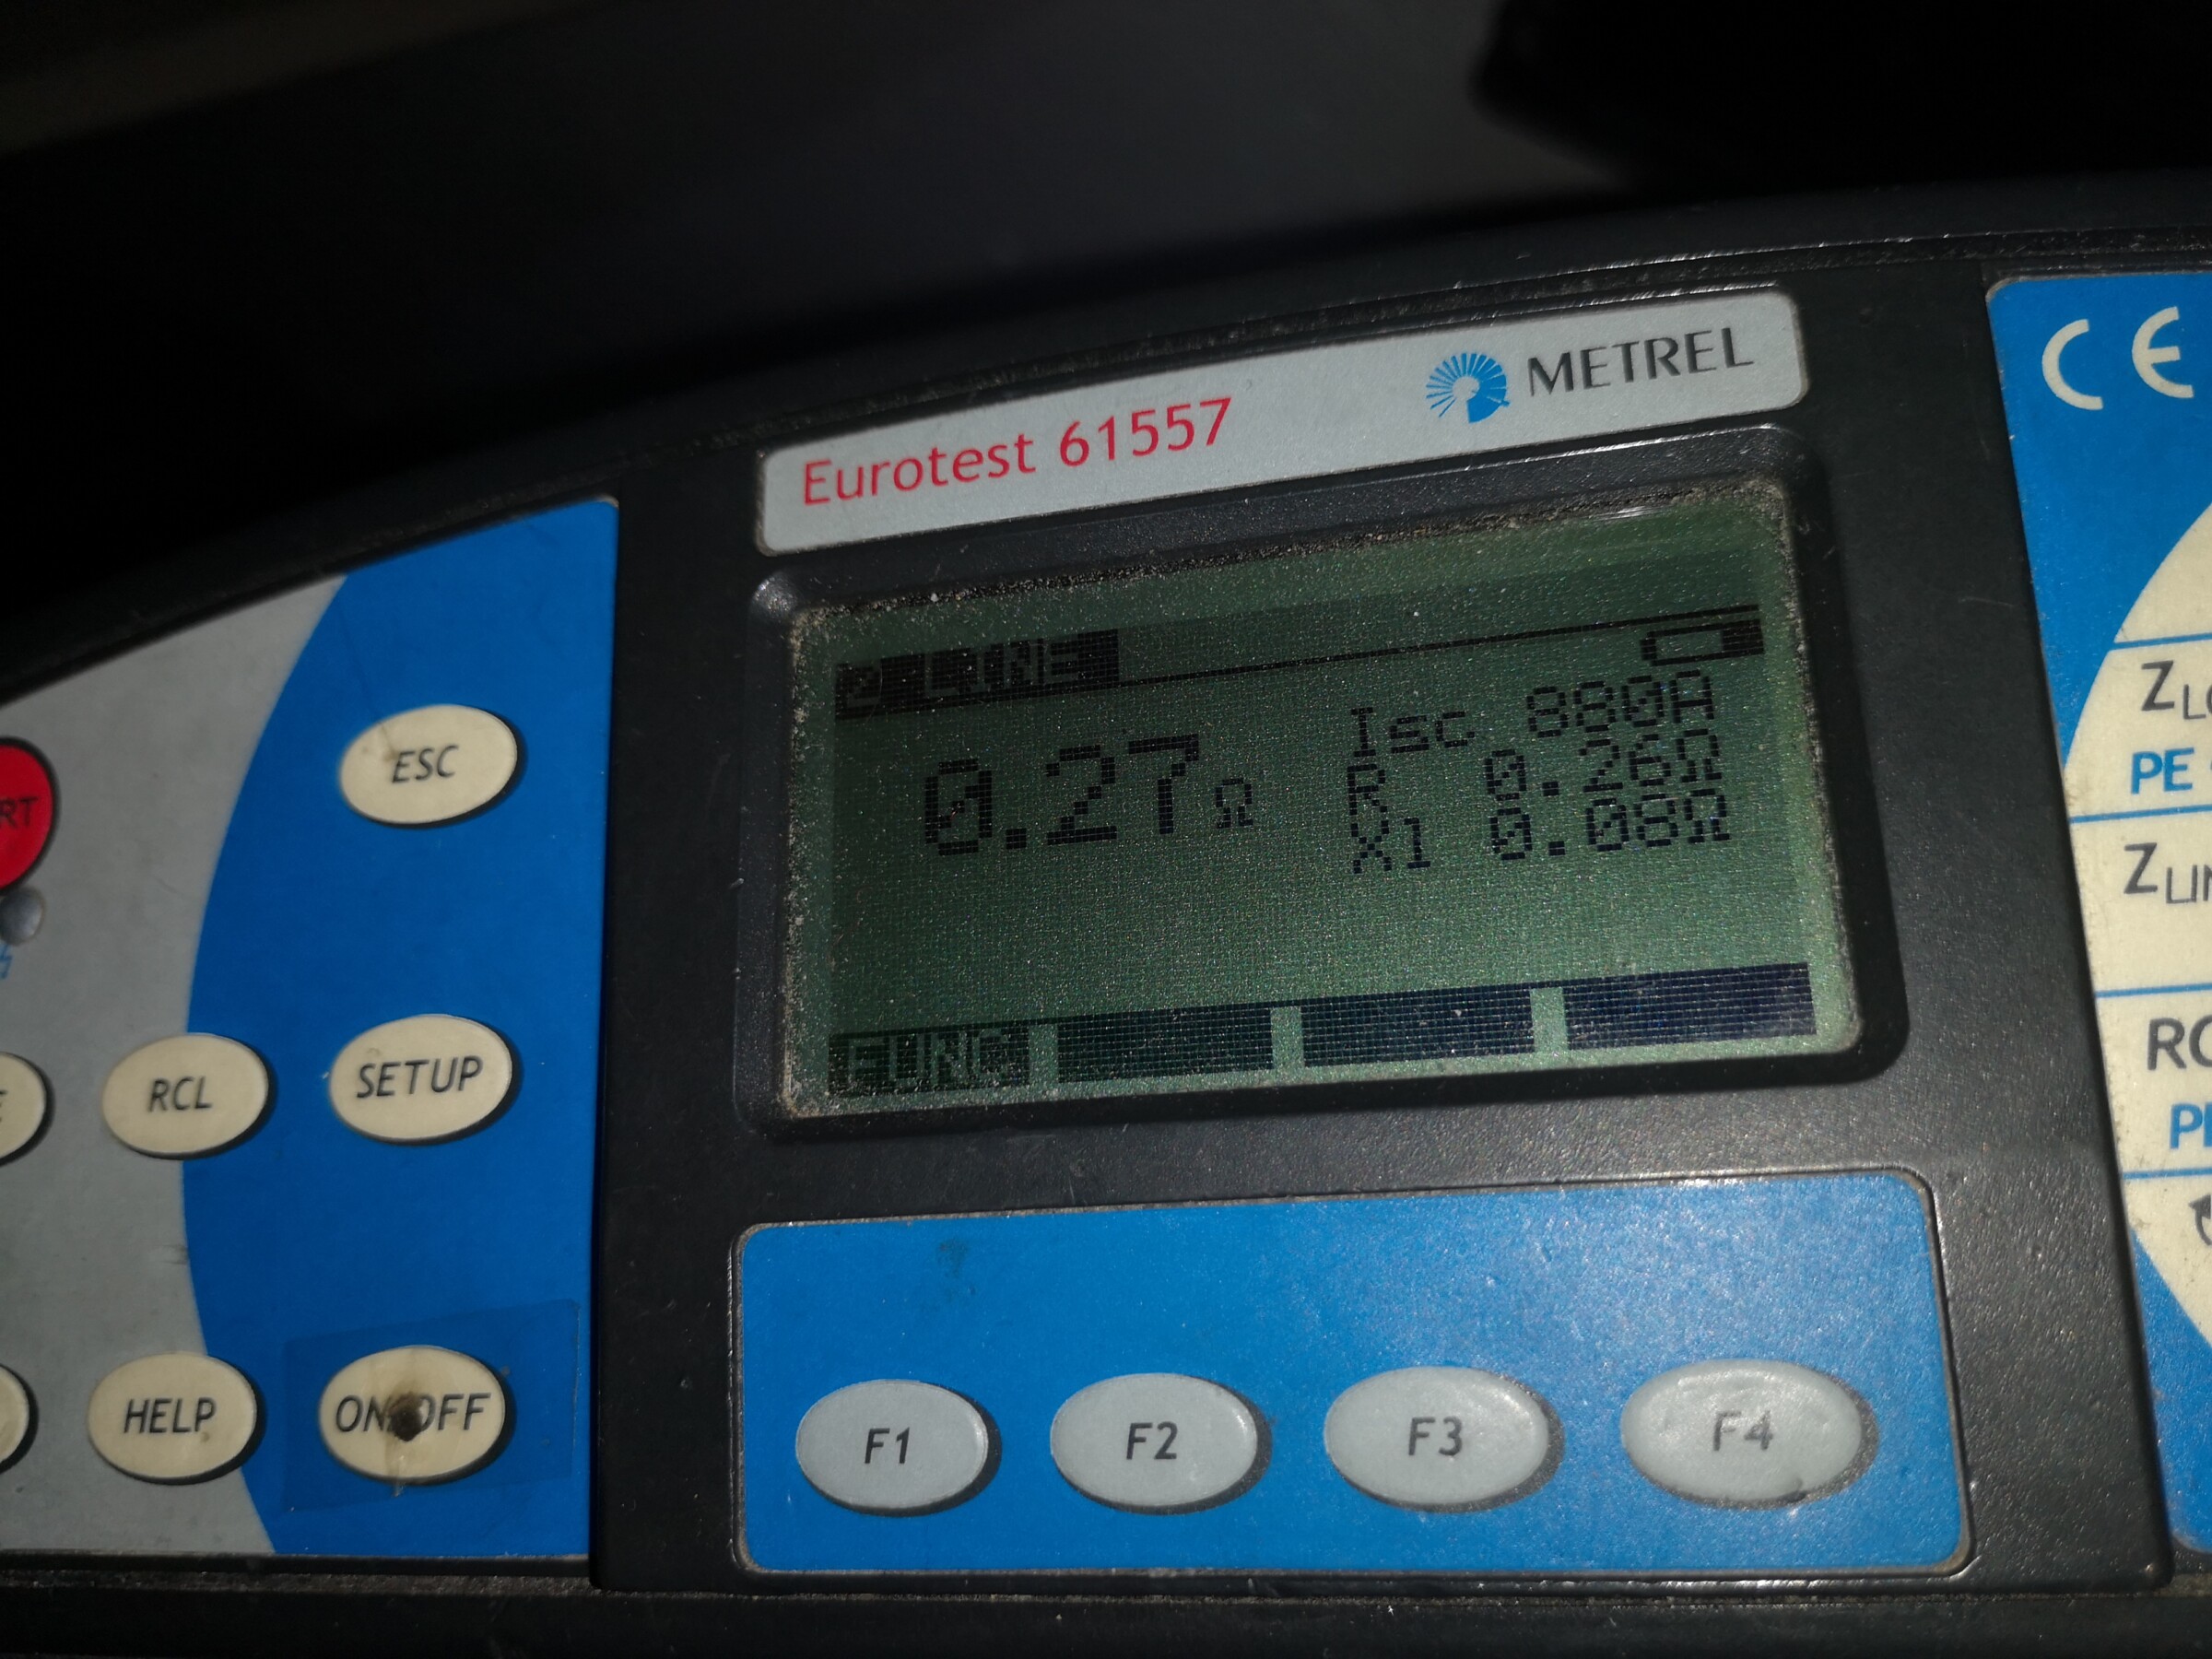 METREL
Eurotest 61557
CE
Z LINE
0.27Ω
Isc 880A
R 0.26Ω
Xl 0.08Ω
FUNC
ESC
RCL
SETUP
HELP
ON/OFF
F1
F2
F3
F4
PE